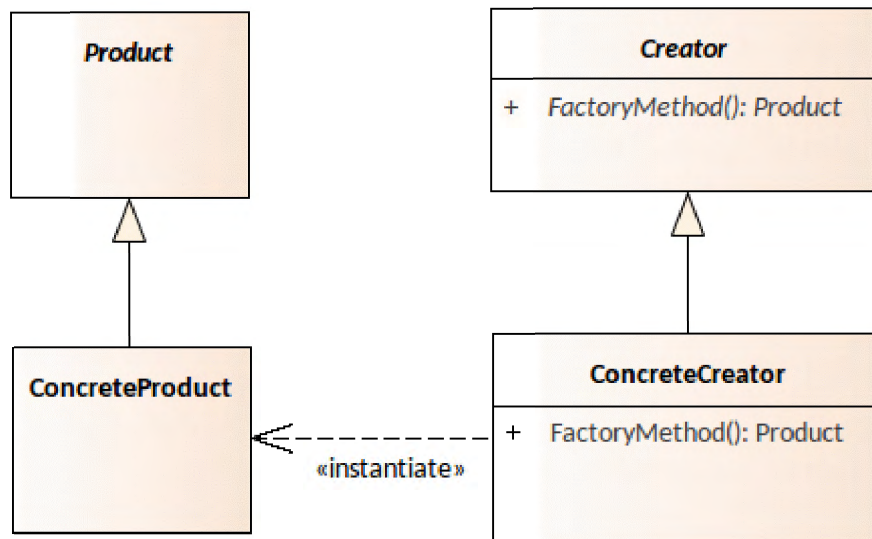 Product
Creator
+ FactoryMethod(): Product
ConcreteProduct
ConcreteCreator
+ FactoryMethod(): Product
«instantiate»